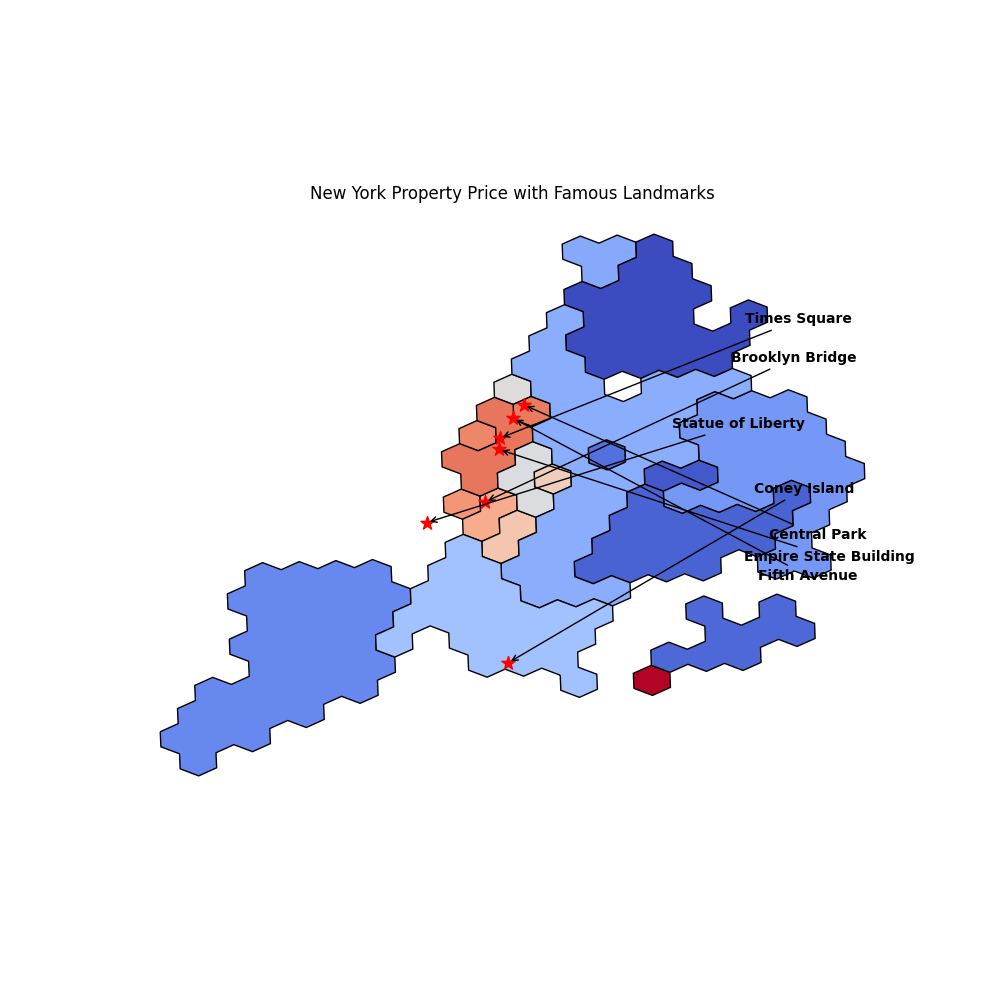 New York Property Price with Famous Landmarks
Times Square
Brooklyn Bridge
Statue of Liberty
Coney Island
Central Park
Empire State Building
Fifth Avenue